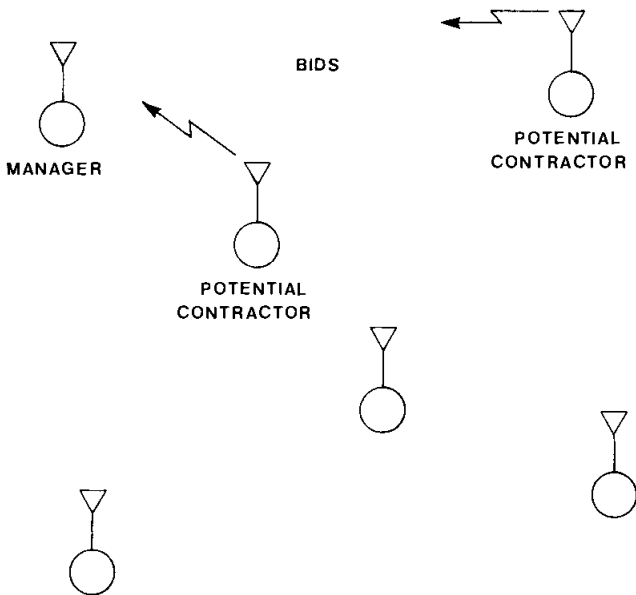 BIDS
POTENTIAL
CONTRACTOR
MANAGER
POTENTIAL
CONTRACTOR